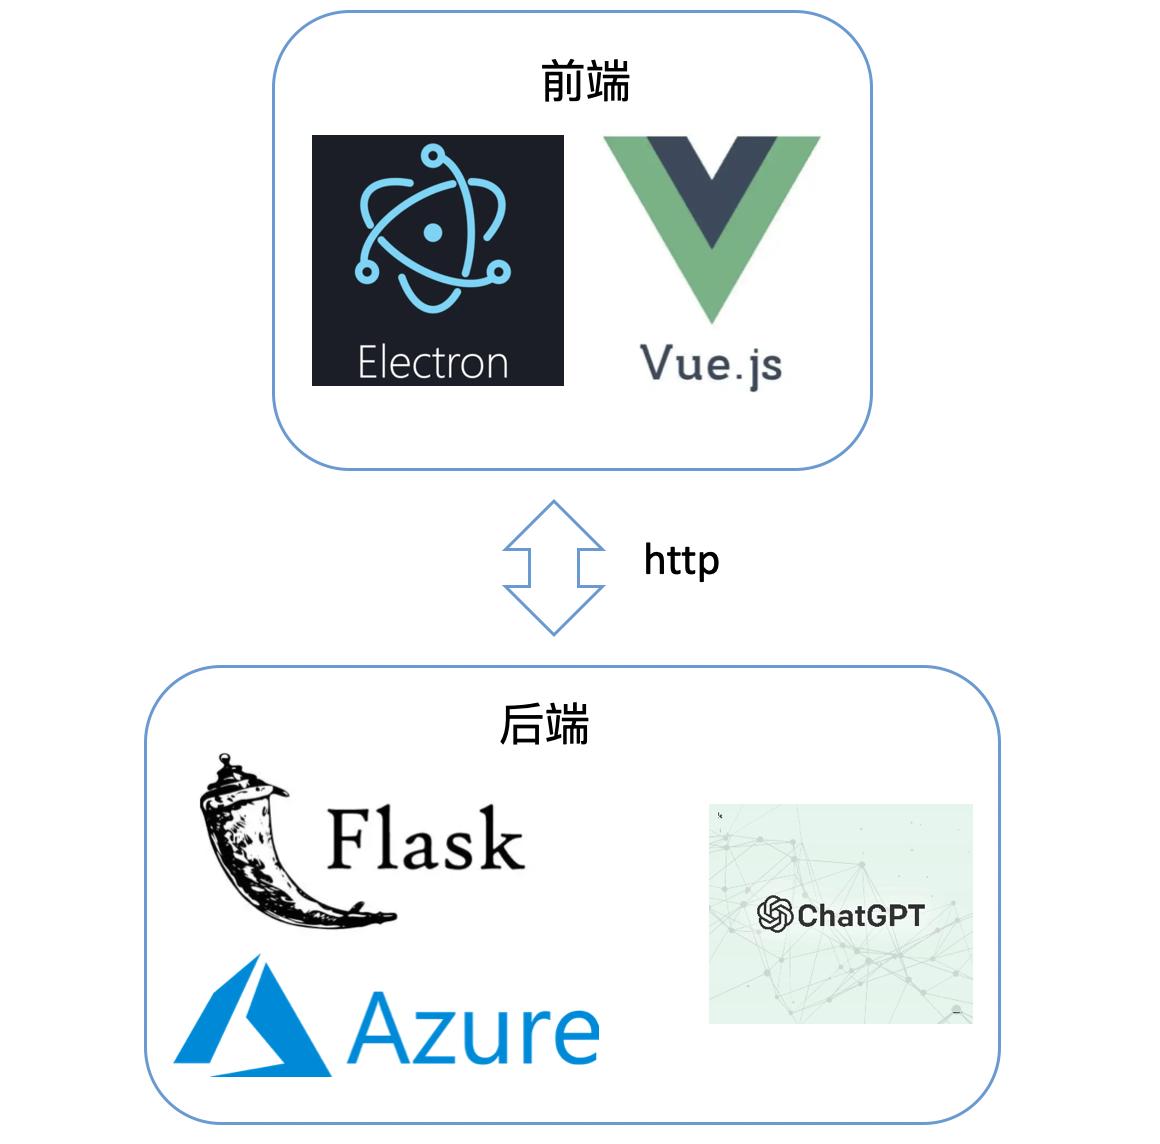 前端
Electron
Vue.js
http
后端
Flask
ChatGPT
Azure